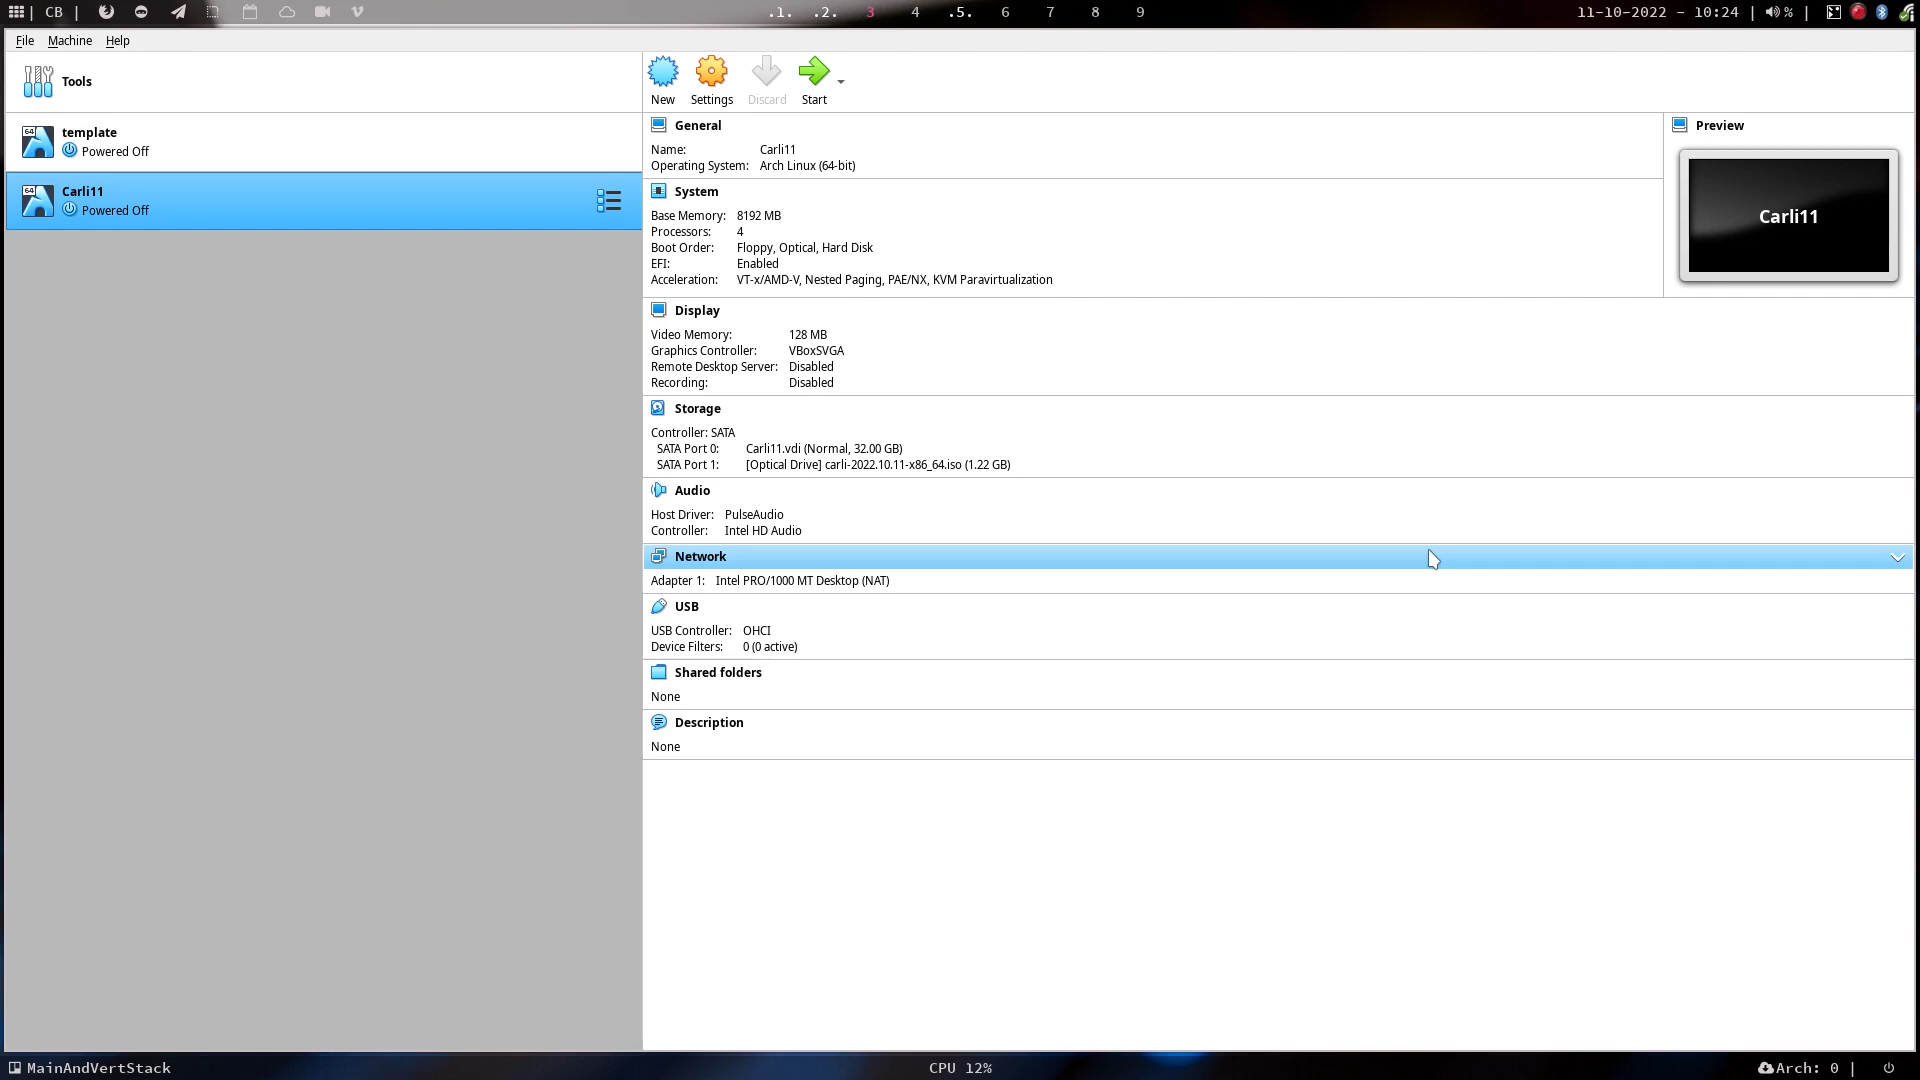 | CB |
.1. .2. 3 4 .5. 6 7 8 9
11-10-2022 - 10:24 | % |
File Machine Help
Tools
New Settings Discard Start
64
template
Powered Off
64
Carli11
Powered Off
General
Name: Carli11
Operating System: Arch Linux (64-bit)
Preview
Carli11
System
Base Memory: 8192 MB
Processors: 4
Boot Order: Floppy, Optical, Hard Disk
EFI: Enabled
Acceleration: VT-x/AMD-V, Nested Paging, PAE/NX, KVM Paravirtualization
Display
Video Memory: 128 MB
Graphics Controller: VBoxSVGA
Remote Desktop Server: Disabled
Recording: Disabled
Storage
Controller: SATA
SATA Port 0: Carli11.vdi (Normal, 32.00 GB)
SATA Port 1: [Optical Drive] carli-2022.10.11-x86_64.iso (1.22 GB)
Audio
Host Driver: PulseAudio
Controller: Intel HD Audio
Network
Adapter 1: Intel PRO/1000 MT Desktop (NAT)
USB
USB Controller: OHCI
Device Filters: 0 (0 active)
Shared folders
None
Description
None
MainAndVertStack
CPU 12%
Arch: 0 |